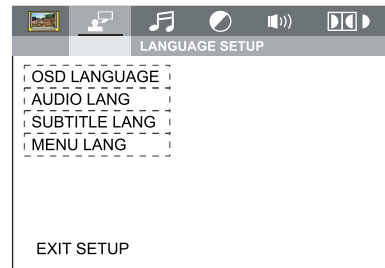 LANGUAGE SETUP
OSD LANGUAGE
AUDIO LANG
SUBTITLE LANG
MENU LANG
EXIT SETUP